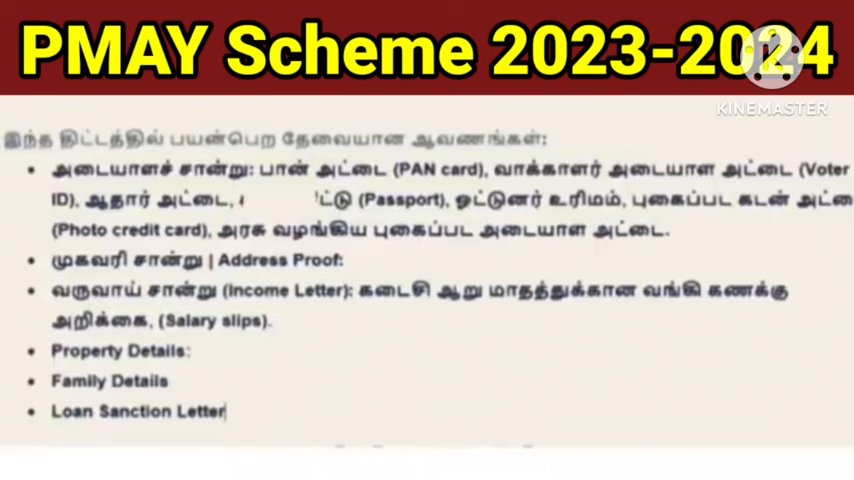 PMAY Scheme 2023-2024
KINEMASTER
இந்த திட்டத்தில் பயன்பெற தேவையான ஆவணங்கள்:
• அடையாளச் சான்று: பான் அட்டை (PAN card), வாக்காளர் அடையாள அட்டை (Voter
ID), ஆதார் அட்டை, (Passport), ஓட்டுனர் உரிமம், புகைப்பட கடன் அட்டை
(Photo credit card), அரசு வழங்கிய புகைப்பட அடையாள அட்டை.
• முகவரி சான்று | Address Proof:
• வருவாய் சான்று (Income Letter): கடைசி ஆறு மாதத்துக்கான வங்கி கணக்கு
அறிக்கை, (Salary slips).
• Property Details:
• Family Details
• Loan Sanction Letter